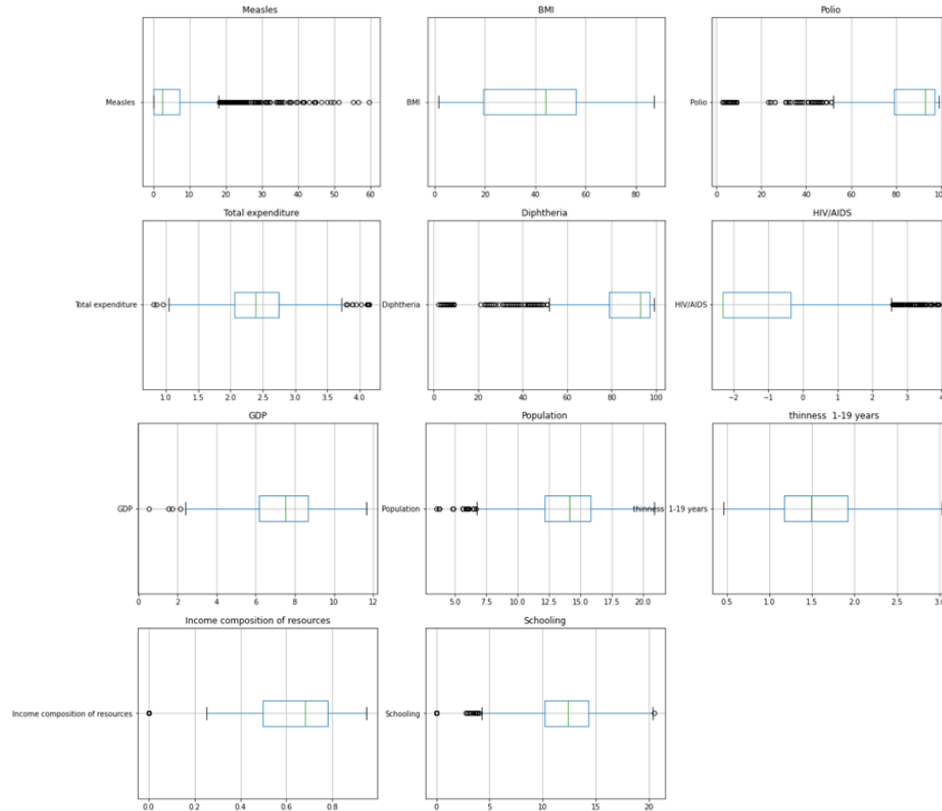 Measles
Measles
0 10 20 30 40 50 60
BMI
BMI
0 20 40 60 80
Polio
Polio
0 20 40 60 80 100
Total expenditure
Total expenditure
1.0 1.5 2.0 2.5 3.0 3.5 4.0
Diphtheria
Diphtheria
0 20 40 60 80 100
HIV/AIDS
HIV/AIDS
−2 −1 0 1 2 3 4
GDP
GDP
0 2 4 6 8 10 12
Population
Population
5.0 7.5 10.0 12.5 15.0 17.5 20.0
thinness 1-19 years
thinness 1-19 years
0.5 1.0 1.5 2.0 2.5 3.0
Income composition of resources
Income composition of resources
0.0 0.2 0.4 0.6 0.8
Schooling
Schooling
0 5 10 15 20